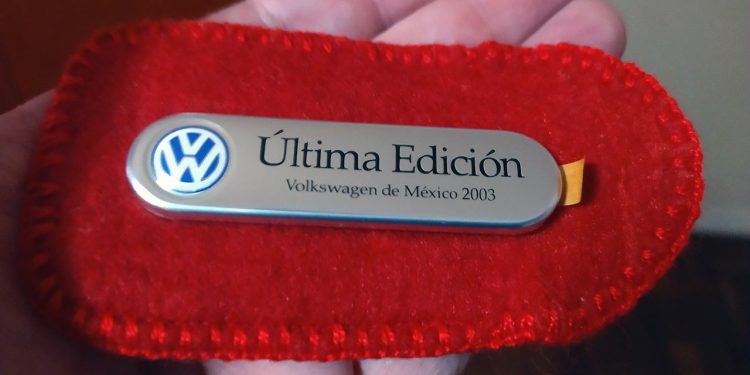 Última Edición
Volkswagen de México 2003